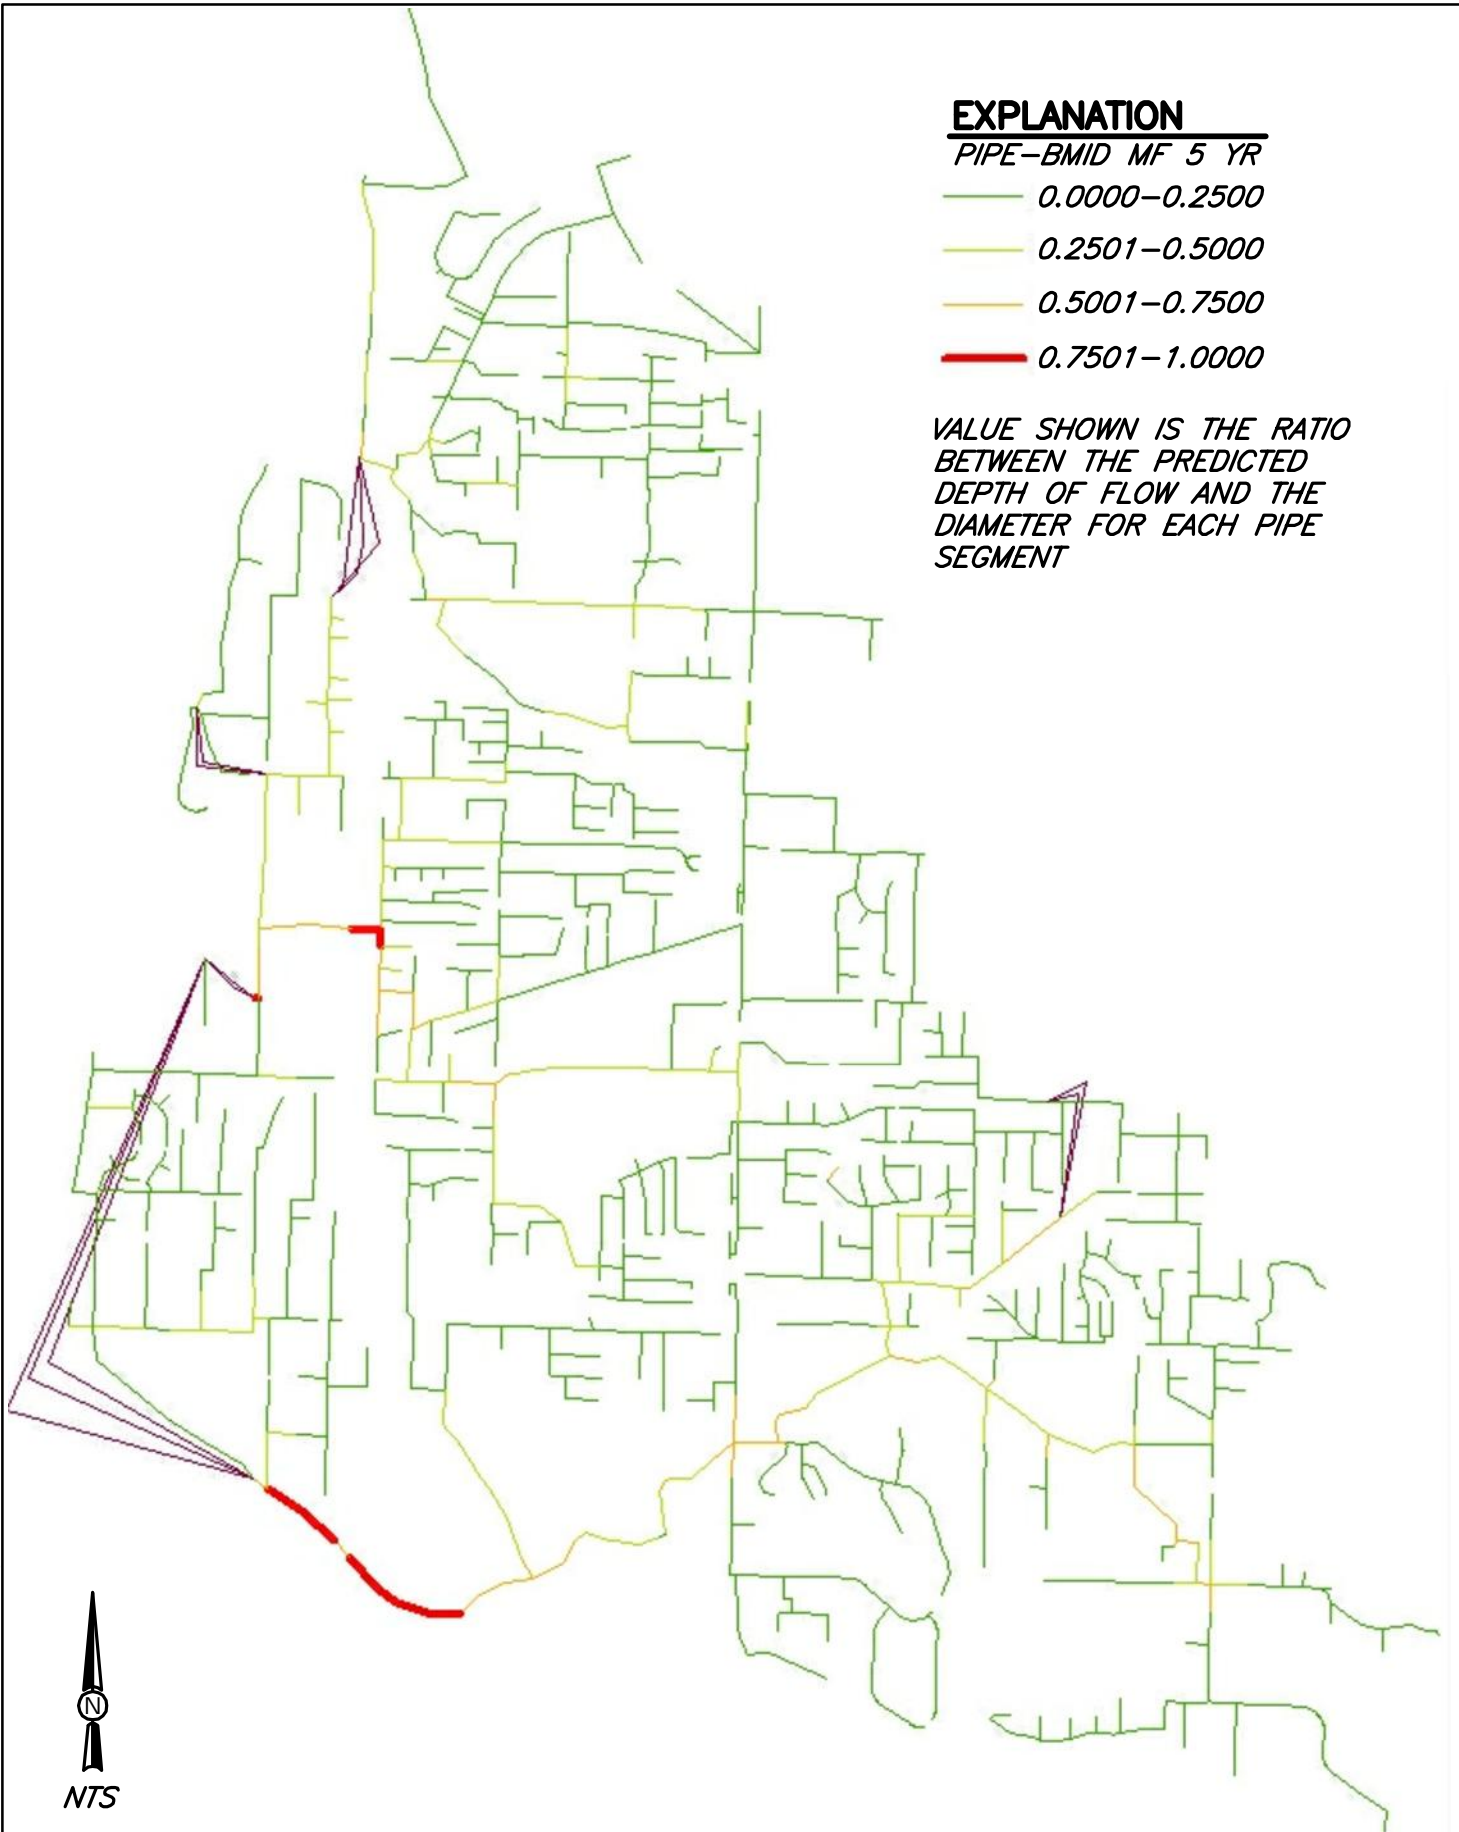 EXPLANATION
PIPE-BMID MF 5 YR
0.0000-0.2500
0.2501-0.5000
0.5001-0.7500
0.7501-1.0000
VALUE SHOWN IS THE RATIO
BETWEEN THE PREDICTED
DEPTH OF FLOW AND THE
DIAMETER FOR EACH PIPE
SEGMENT
N
NTS